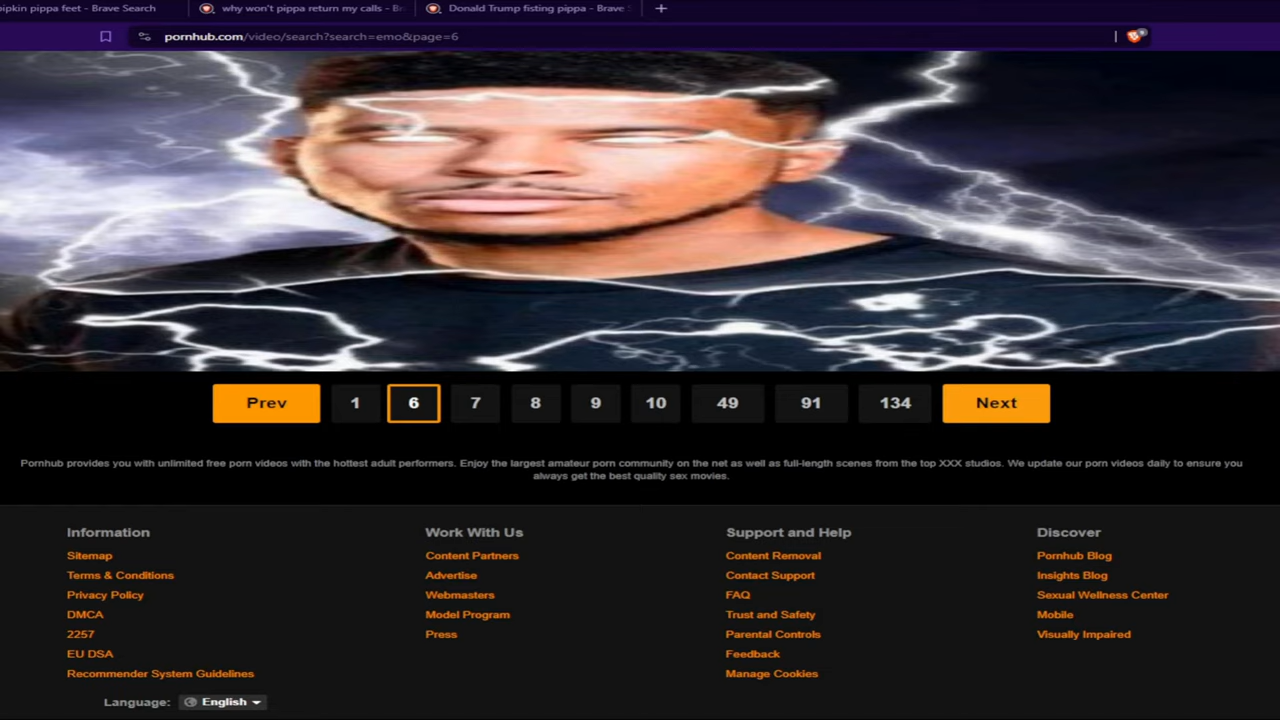 ipkin pippa feet - Brave Search why won't pippa return my calls - Br Donald Trump fisting pippa - Brave S
pornhub.com/video/search?search=emo&page=6
Prev 1 6 7 8 9 10 49 91 134 Next
Pornhub provides you with unlimited free porn videos with the hottest adult performers. Enjoy the largest amateur porn community on the net as well as full-length scenes from the top XXX studios. We update our porn videos daily to ensure you
always get the best quality sex movies.
Information
Sitemap
Terms & Conditions
Privacy Policy
DMCA
2257
EU DSA
Recommender System Guidelines
Work With Us
Content Partners
Advertise
Webmasters
Model Program
Press
Support and Help
Content Removal
Contact Support
FAQ
Trust and Safety
Parental Controls
Feedback
Manage Cookies
Discover
Pornhub Blog
Insights Blog
Sexual Wellness Center
Mobile
Visually Impaired
Language: English